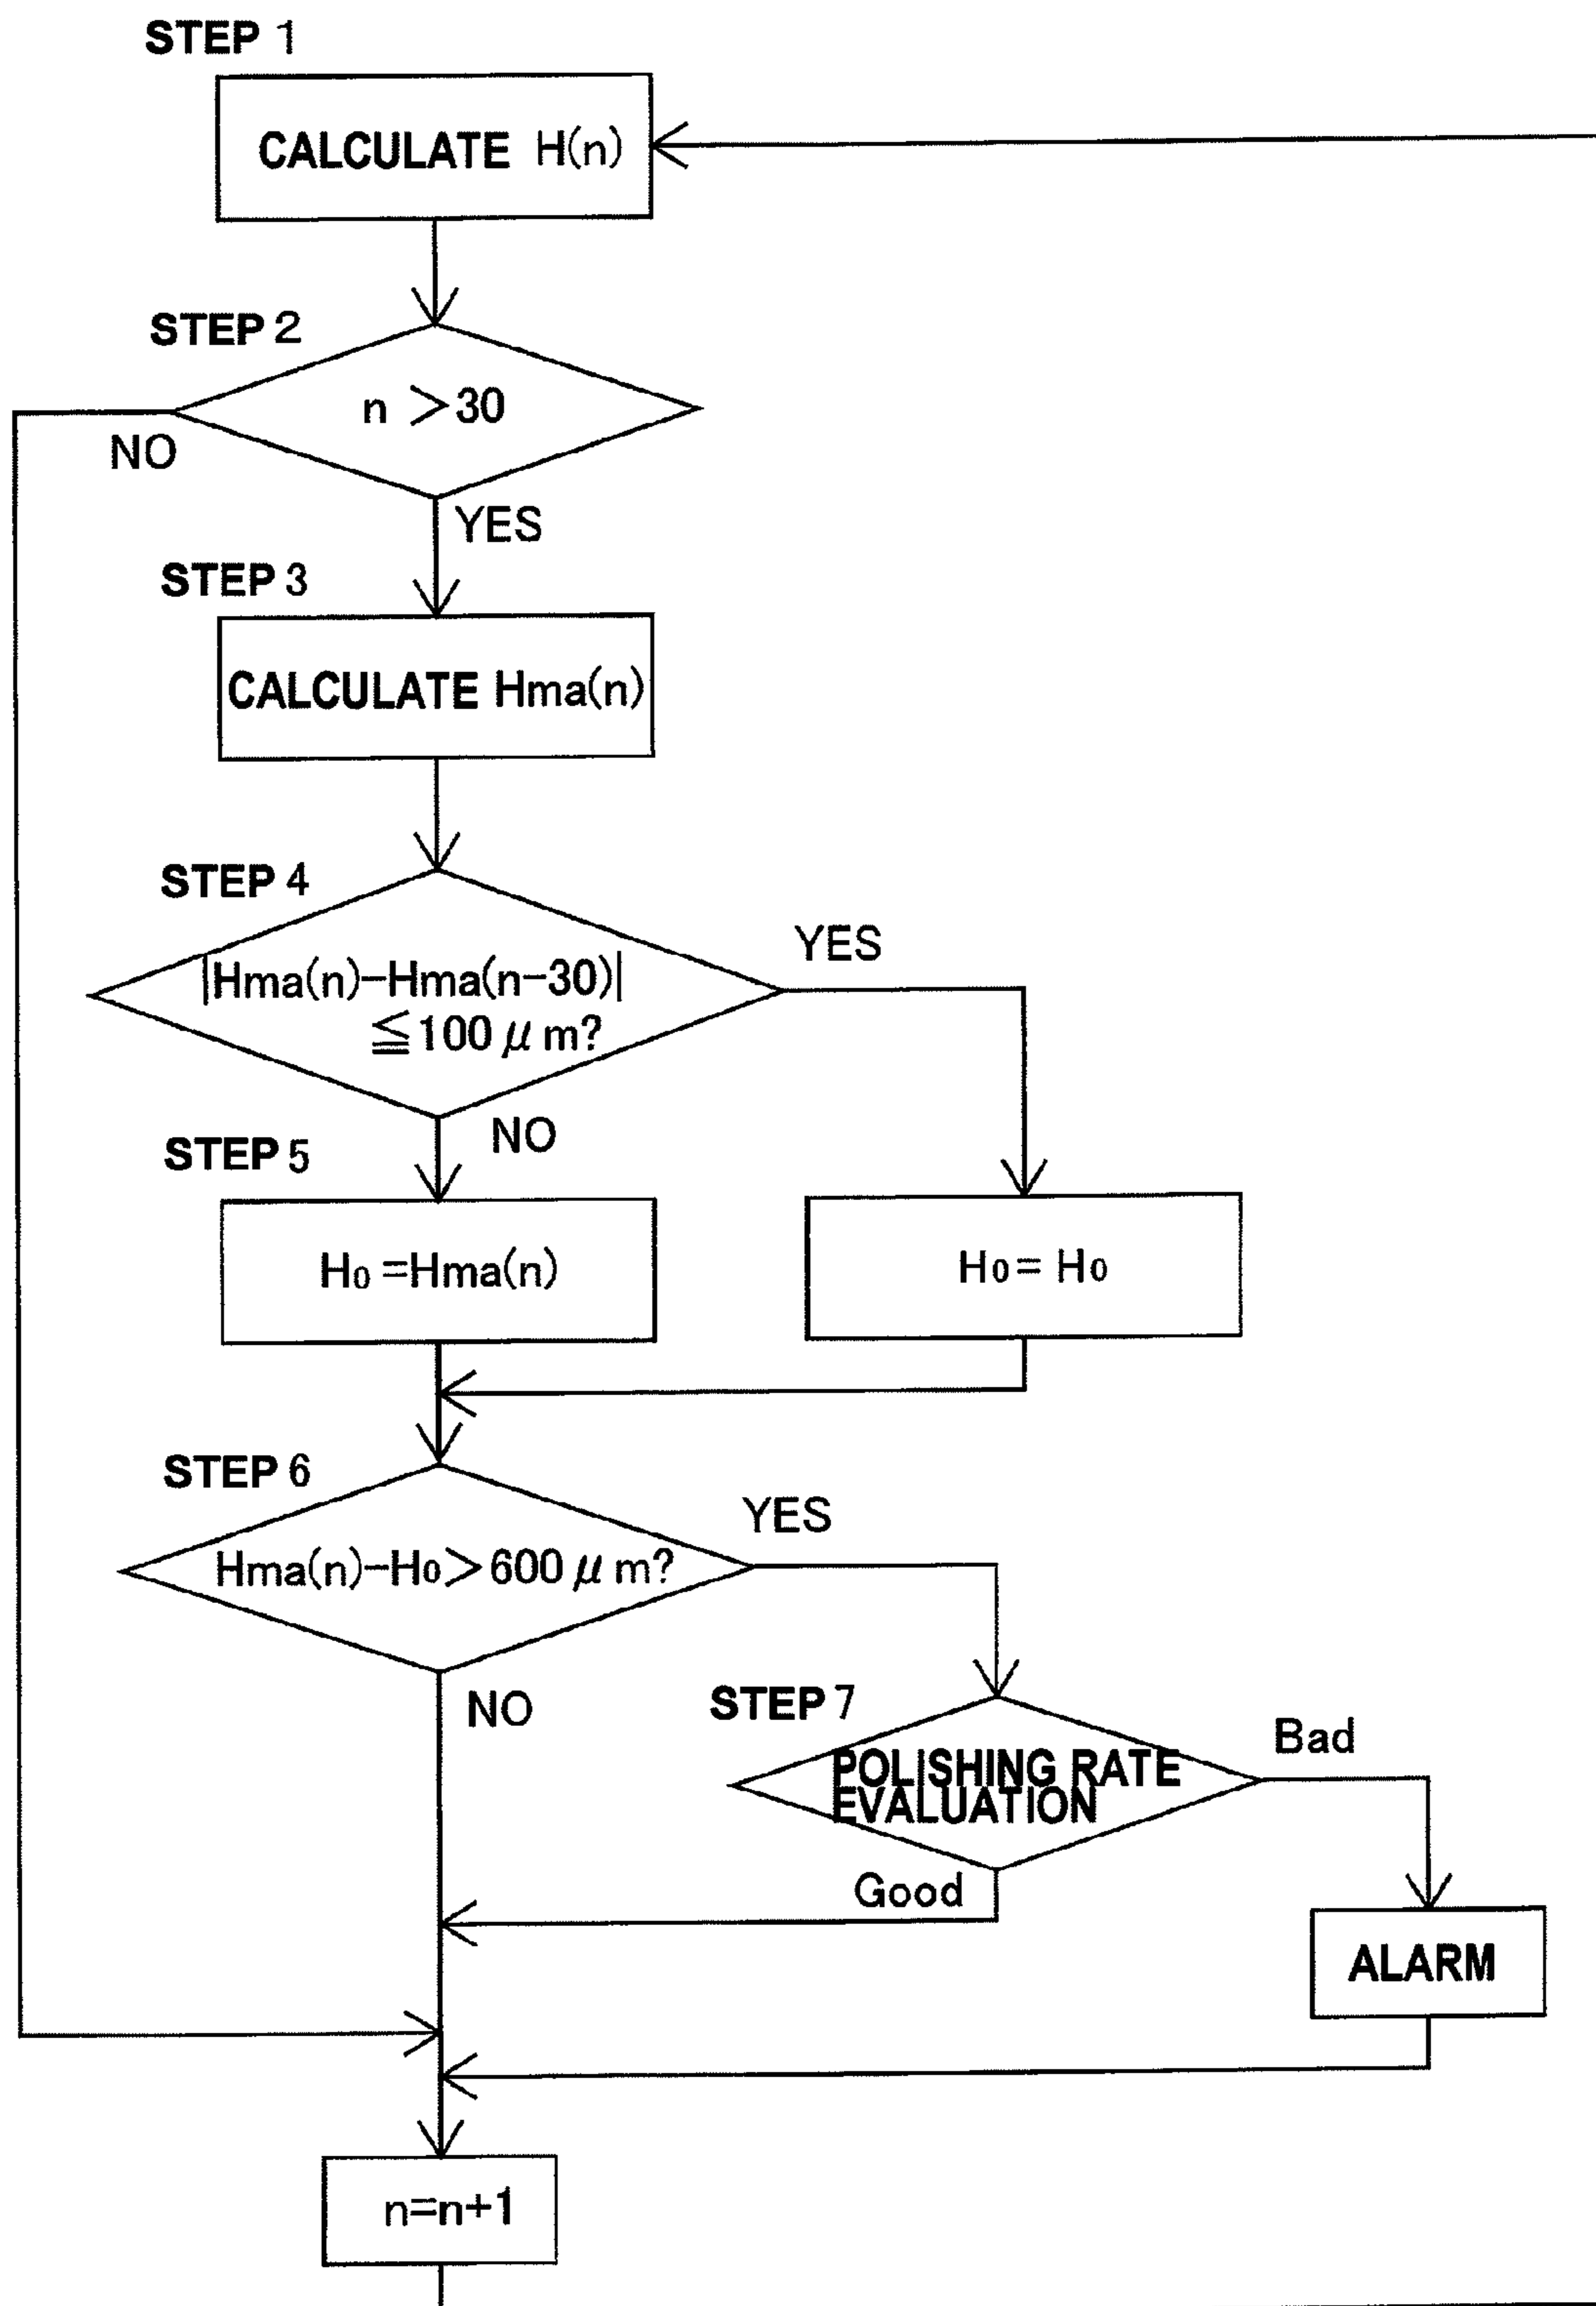 STEP 1
CALCULATE H(n)
STEP 2
n >30
NO
YES
STEP 3
CALCULATE Hma(n)
STEP 4
YES
|Hma(n)-Hma(n-30)|
≦100μm?
NO
STEP 5
H₀=Hma(n)
H₀= H₀
STEP 6
YES
Hma(n)-H₀>600μm?
NO
STEP 7
Bad
POLISHING RATE
EVALUATION
Good
ALARM
n=n+1